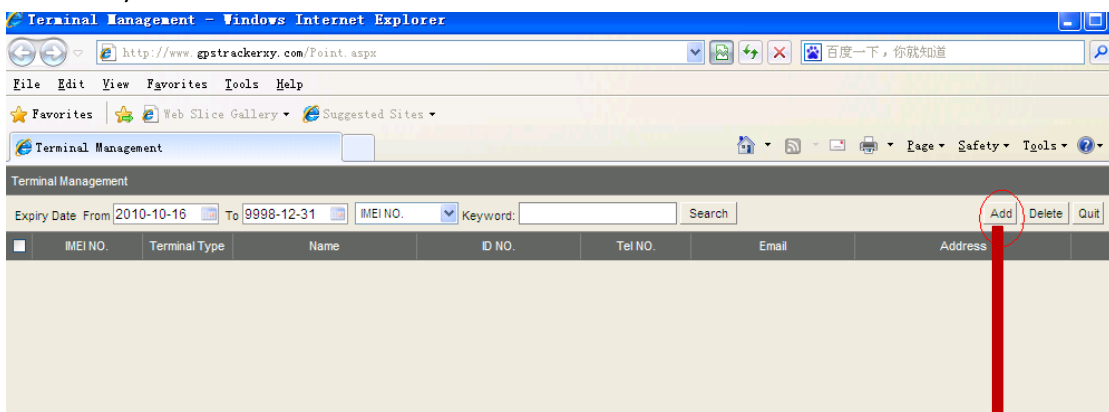 Terminal Management - Windows Internet Explorer
http://www.gpstrackerxy.com/Point.aspx 百度一下，你就知道
File Edit View Favorites Tools Help
Favorites Web Slice Gallery Suggested Sites
Terminal Management Page Safety Tools
Terminal Management
Expiry Date From 2010-10-16 To 9998-12-31 IMEI NO. Keyword: Search Add Delete Quit
IMEI NO. Terminal Type Name ID NO. Tel NO. Email Address